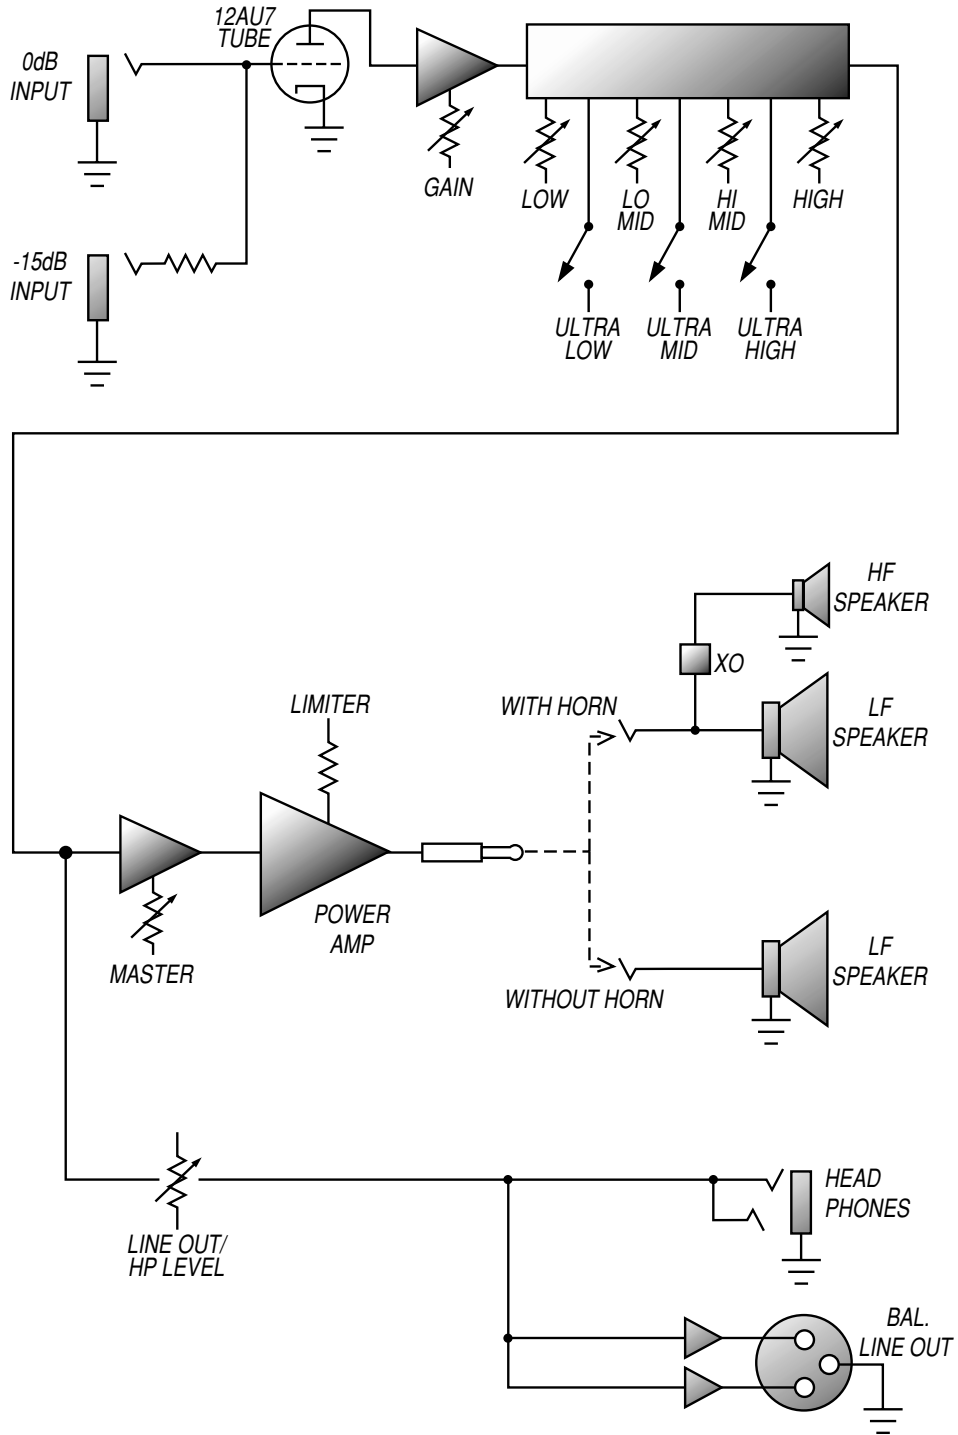 12AU7
TUBE
0dB
INPUT
GAIN
LOW
LO
MID
HI
MID
HIGH
-15dB
INPUT
ULTRA
LOW
ULTRA
MID
ULTRA
HIGH
HF
SPEAKER
XO
LIMITER
WITH HORN
LF
SPEAKER
POWER
AMP
MASTER
WITHOUT HORN
LF
SPEAKER
LINE OUT/
HP LEVEL
HEAD
PHONES
BAL.
LINE OUT